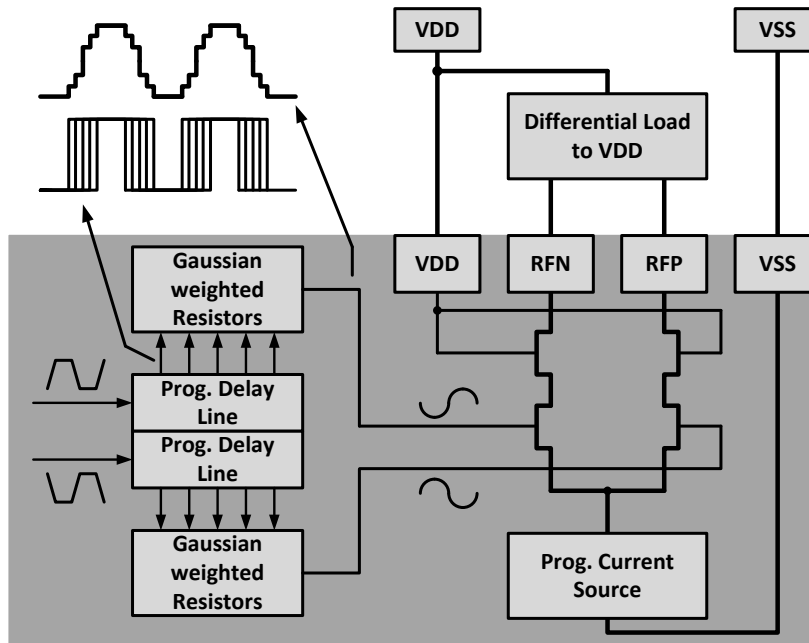 VDD
VSS
Differential Load
to VDD
VDD
RFN
RFP
VSS
Gaussian
weighted
Resistors
Prog. Delay
Line
Prog. Delay
Line
Gaussian
weighted
Resistors
Prog. Current
Source